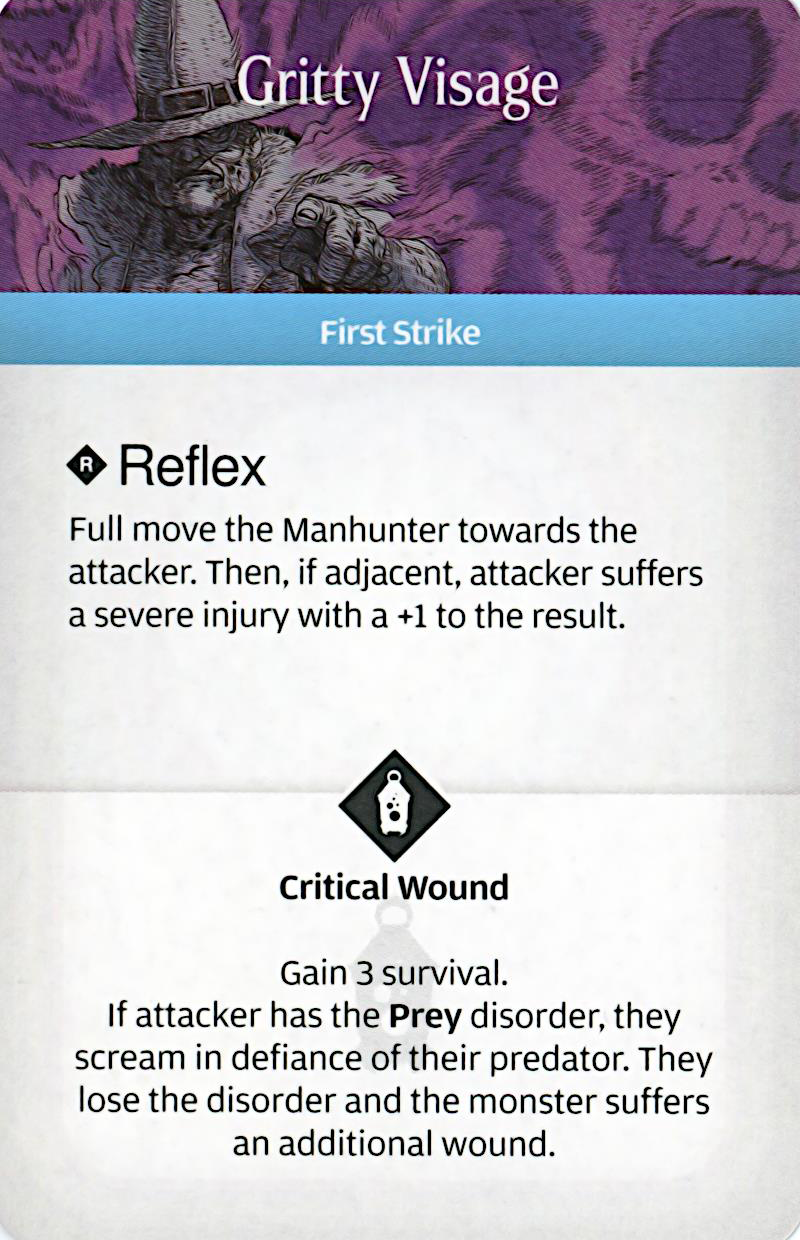 Gritty Visage
First Strike
R Reflex
Full move the Manhunter towards the
attacker. Then, if adjacent, attacker suffers
a severe injury with a +1 to the result.
Critical Wound
Gain 3 survival.
If attacker has the Prey disorder, they
scream in defiance of their predator. They
lose the disorder and the monster suffers
an additional wound.